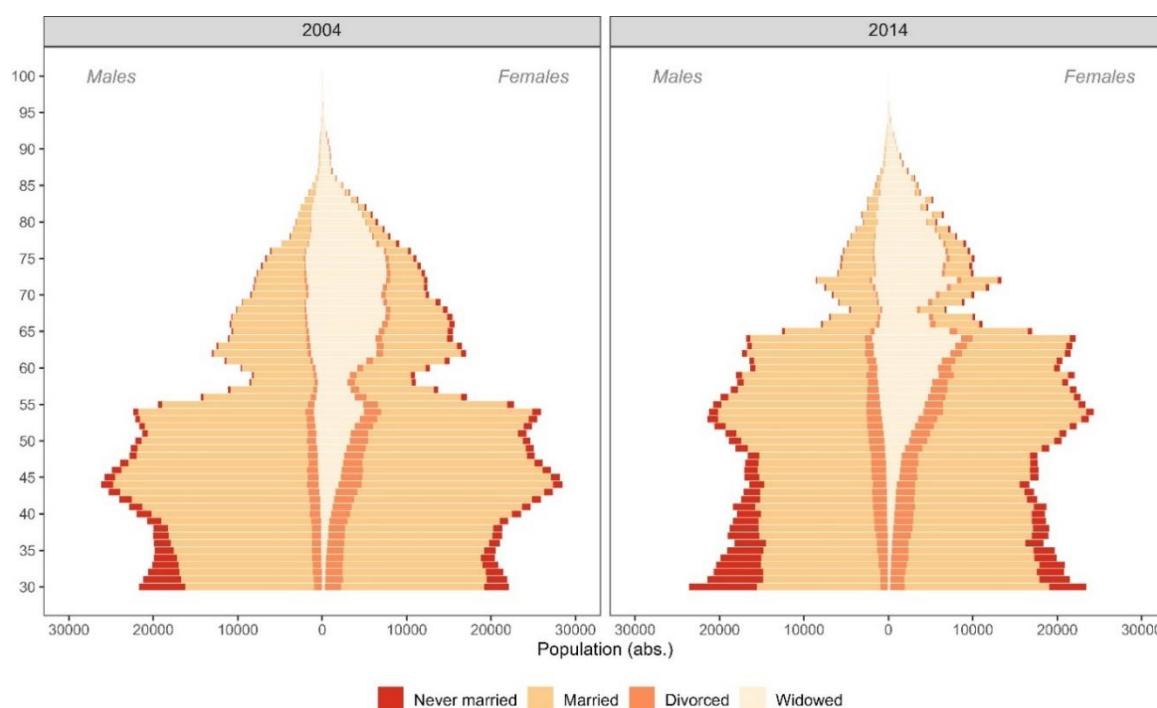 2004
2014
Males
Females
Males
Females
100
95
90
85
80
75
70
65
60
55
50
45
40
35
30
30000 20000 10000 0 10000 20000 30000
30000 20000 10000 0 10000 20000 30000
Population (abs.)
Never married Married Divorced Widowed